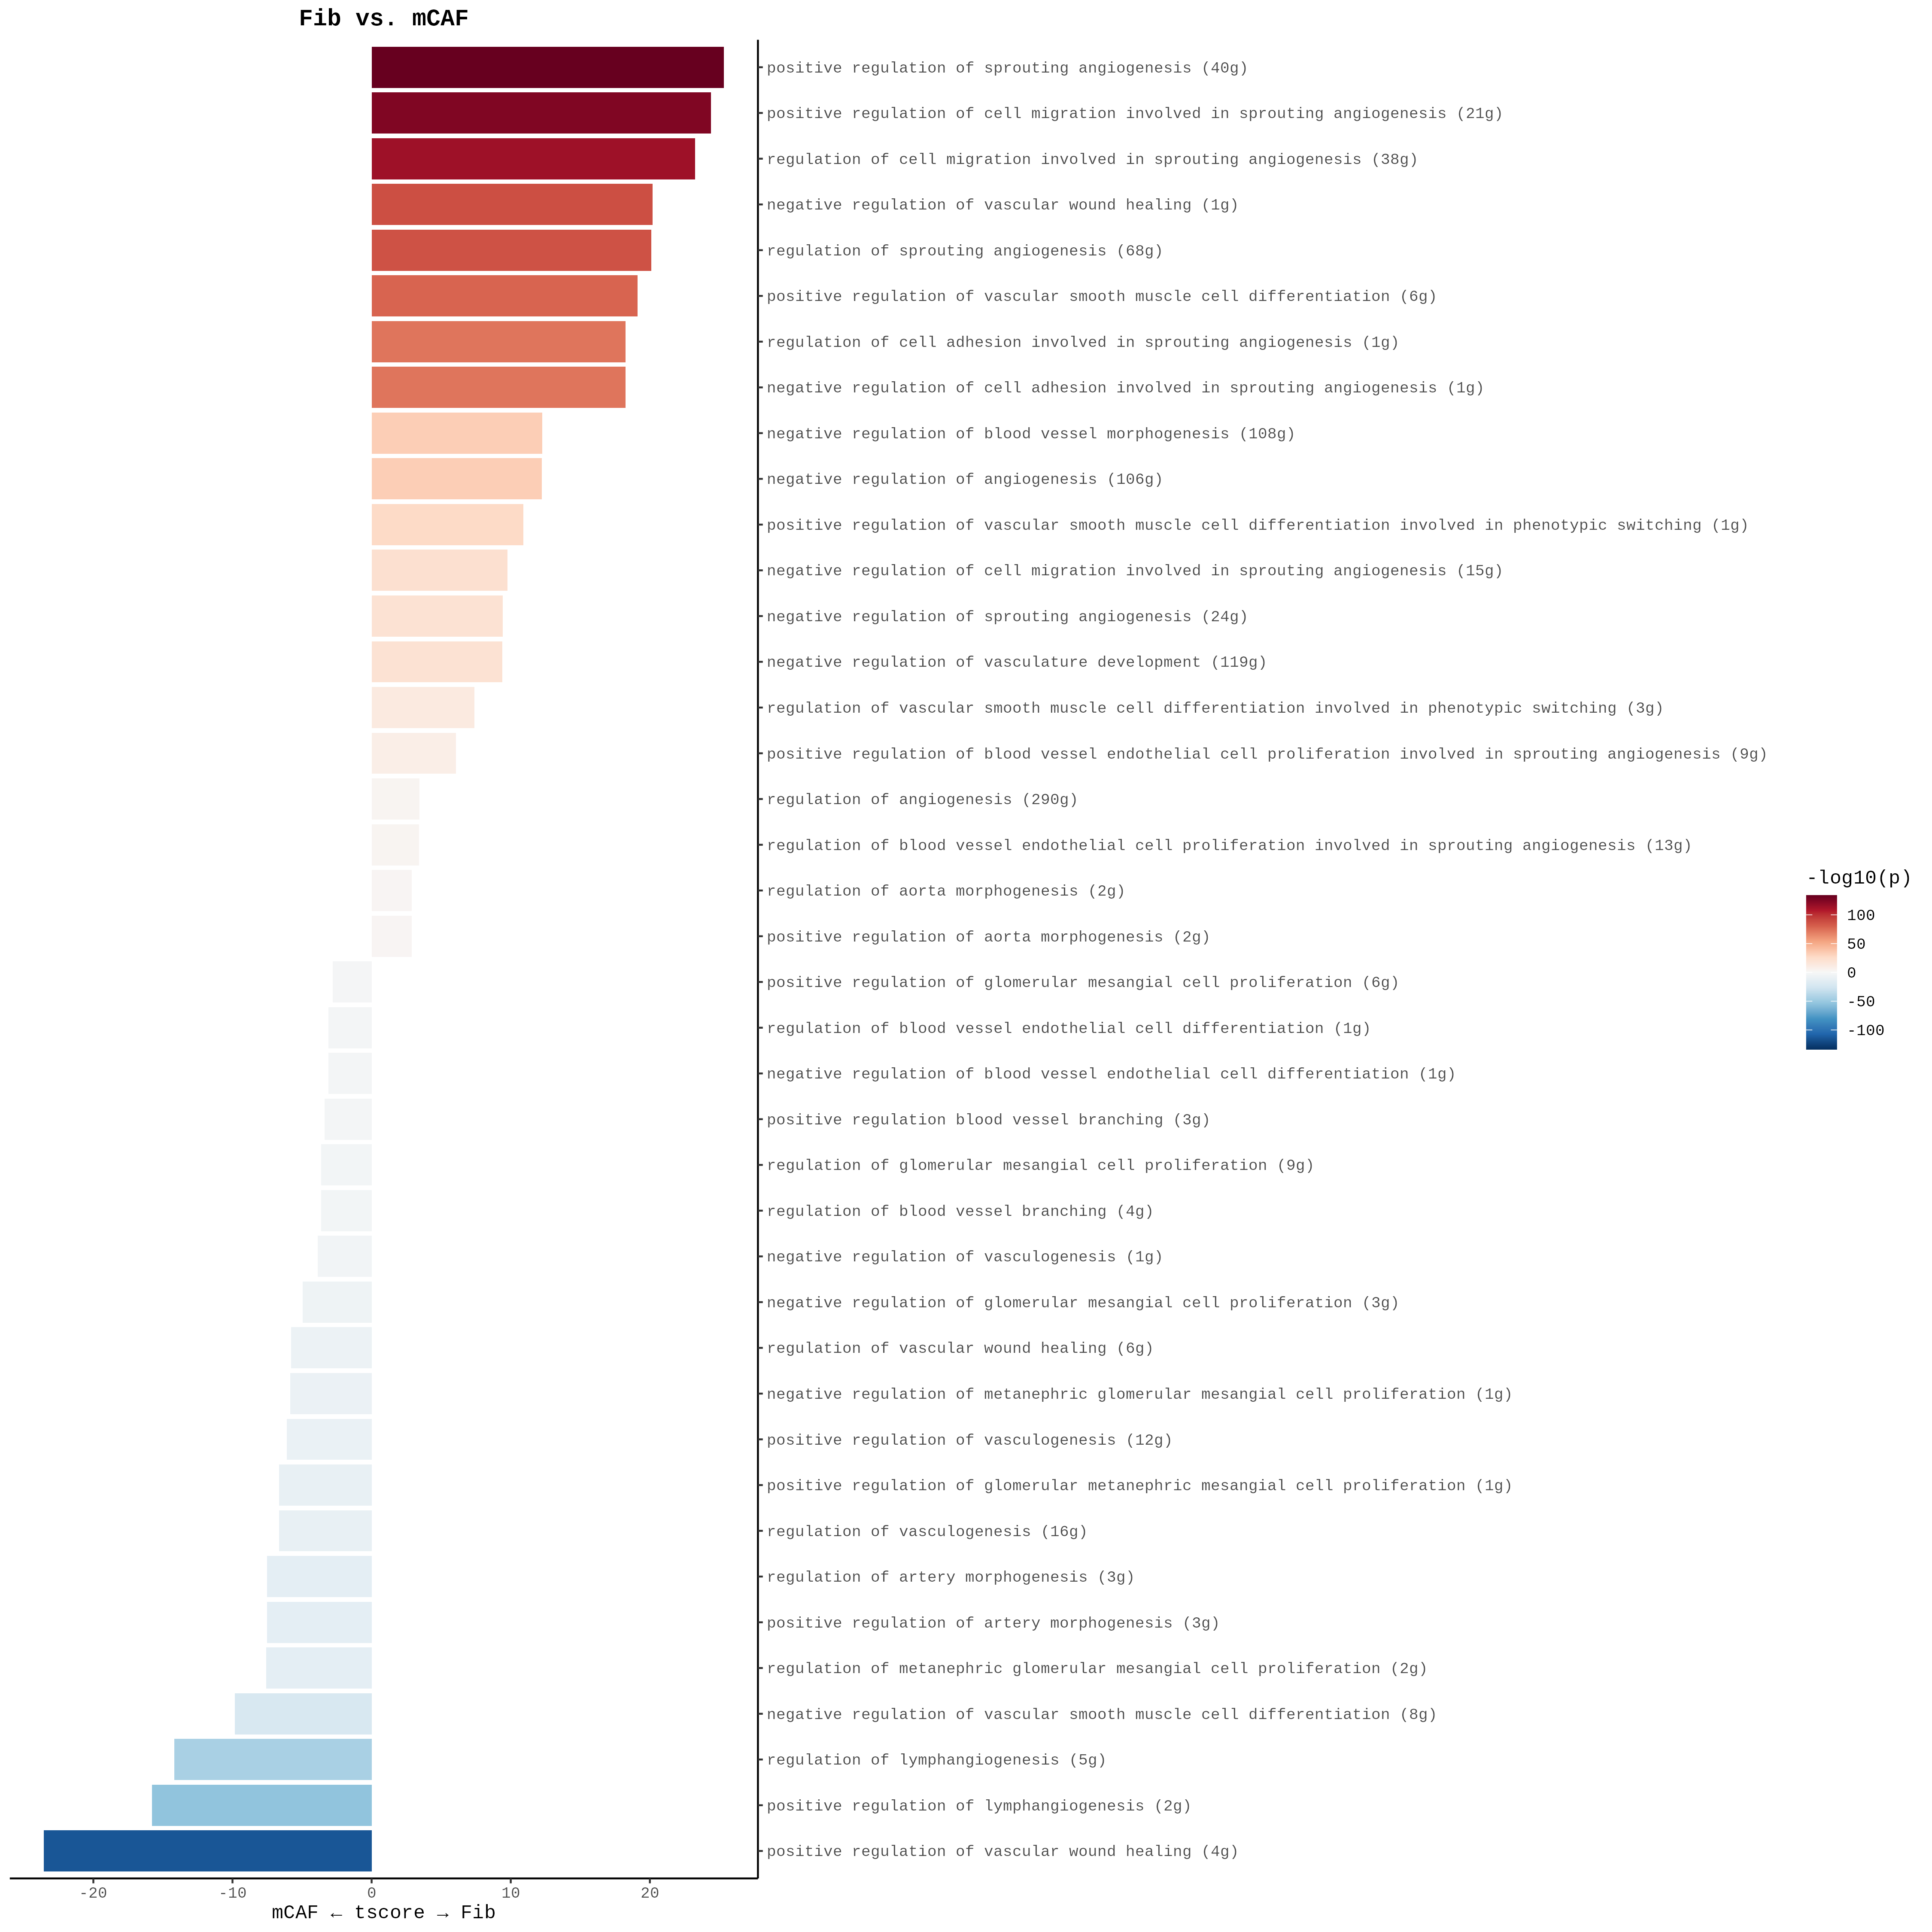 Fib vs. mCAF
positive regulation of sprouting angiogenesis (40g)
positive regulation of cell migration involved in sprouting angiogenesis (21g)
regulation of cell migration involved in sprouting angiogenesis (38g)
negative regulation of vascular wound healing (1g)
regulation of sprouting angiogenesis (68g)
positive regulation of vascular smooth muscle cell differentiation (6g)
regulation of cell adhesion involved in sprouting angiogenesis (1g)
negative regulation of cell adhesion involved in sprouting angiogenesis (1g)
negative regulation of blood vessel morphogenesis (108g)
negative regulation of angiogenesis (106g)
positive regulation of vascular smooth muscle cell differentiation involved in phenotypic switching (1g)
negative regulation of cell migration involved in sprouting angiogenesis (15g)
negative regulation of sprouting angiogenesis (24g)
negative regulation of vasculature development (119g)
regulation of vascular smooth muscle cell differentiation involved in phenotypic switching (3g)
positive regulation of blood vessel endothelial cell proliferation involved in sprouting angiogenesis (9g)
regulation of angiogenesis (290g)
regulation of blood vessel endothelial cell proliferation involved in sprouting angiogenesis (13g)
regulation of aorta morphogenesis (2g)
positive regulation of aorta morphogenesis (2g)
positive regulation of glomerular mesangial cell proliferation (6g)
regulation of blood vessel endothelial cell differentiation (1g)
negative regulation of blood vessel endothelial cell differentiation (1g)
positive regulation blood vessel branching (3g)
regulation of glomerular mesangial cell proliferation (9g)
regulation of blood vessel branching (4g)
negative regulation of vasculogenesis (1g)
negative regulation of glomerular mesangial cell proliferation (3g)
regulation of vascular wound healing (6g)
negative regulation of metanephric glomerular mesangial cell proliferation (1g)
positive regulation of vasculogenesis (12g)
positive regulation of glomerular metanephric mesangial cell proliferation (1g)
regulation of vasculogenesis (16g)
regulation of artery morphogenesis (3g)
positive regulation of artery morphogenesis (3g)
regulation of metanephric glomerular mesangial cell proliferation (2g)
negative regulation of vascular smooth muscle cell differentiation (8g)
regulation of lymphangiogenesis (5g)
positive regulation of lymphangiogenesis (2g)
positive regulation of vascular wound healing (4g)
-20 -10 0 10 20
mCAF ← tscore → Fib
-log10(p)
100
50
0
-50
-100